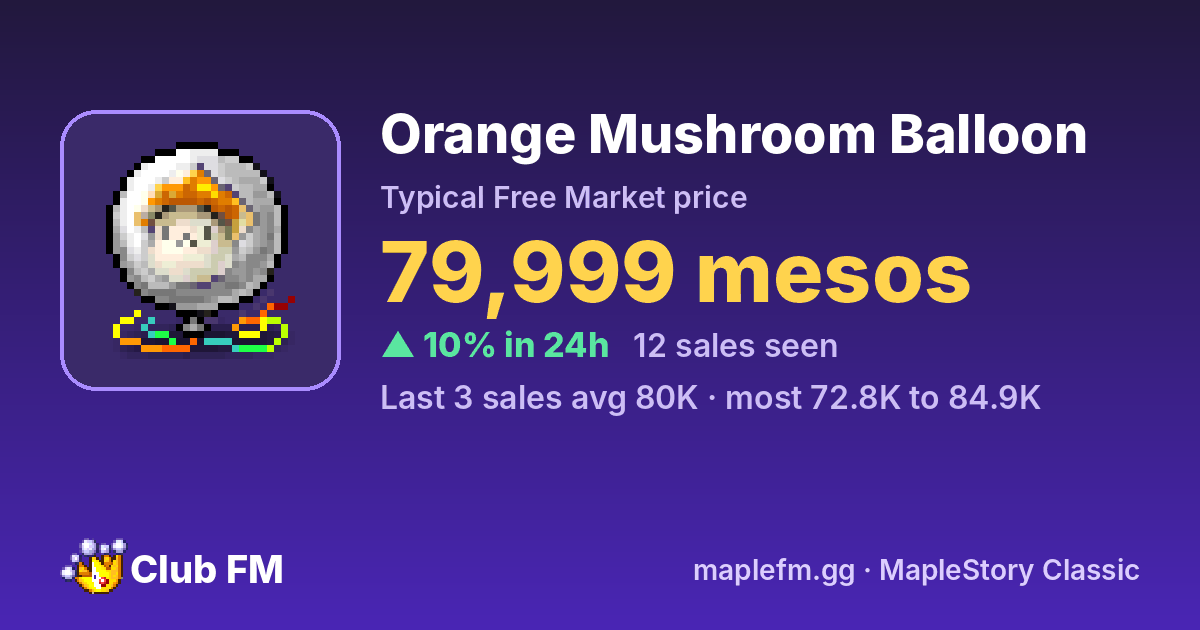 Orange Mushroom Balloon
Typical Free Market price
79,999 mesos
▲ 10% in 24h 12 sales seen
Last 3 sales avg 80K · most 72.8K to 84.9K
Club FM
maplefm.gg · MapleStory Classic